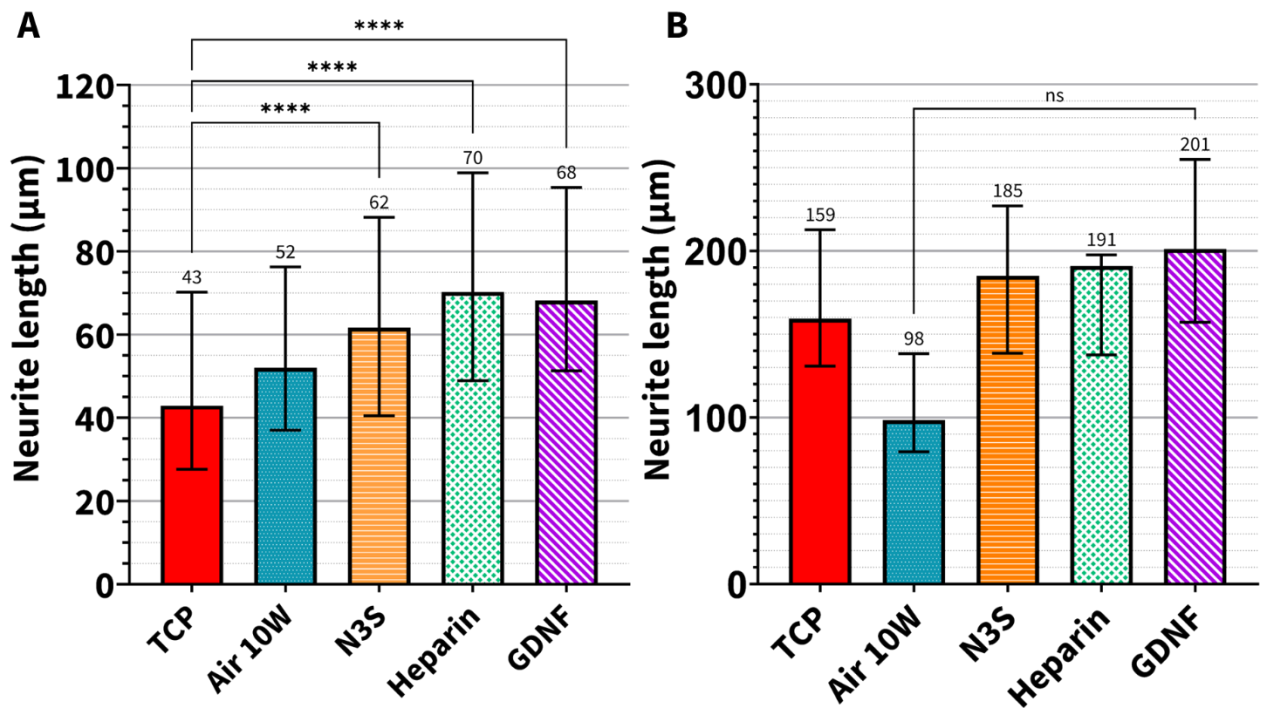 A
Neurite length (μm)
120
100
80
60
40
20
0
****
****
****
43
52
62
70
68
TCP
Air 10W
N3S
Heparin
GDNF
B
Neurite length (μm)
300
200
100
0
ns
159
98
185
191
201
TCP
Air 10W
N3S
Heparin
GDNF